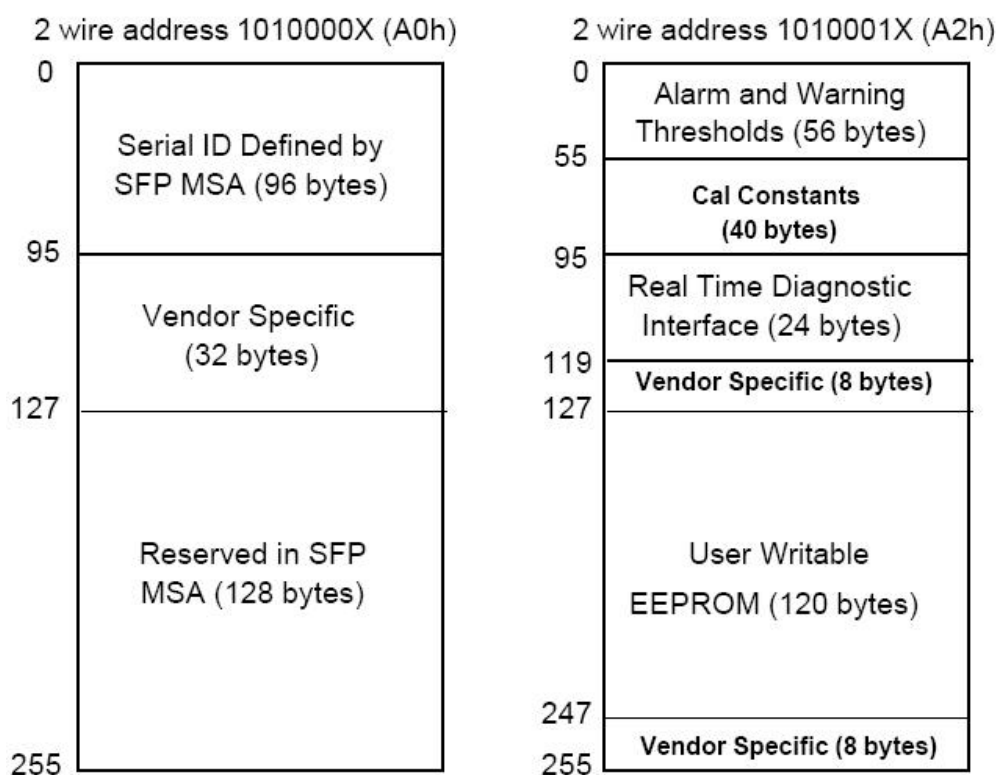 2 wire address 1010000X (A0h)
0
Serial ID Defined by
SFP MSA (96 bytes)
95
Vendor Specific
(32 bytes)
127
Reserved in SFP
MSA (128 bytes)
255
2 wire address 1010001X (A2h)
0
Alarm and Warning
Thresholds (56 bytes)
55
Cal Constants
(40 bytes)
95
Real Time Diagnostic
Interface (24 bytes)
119
Vendor Specific (8 bytes)
127
User Writable
EEPROM (120 bytes)
247
Vendor Specific (8 bytes)
255